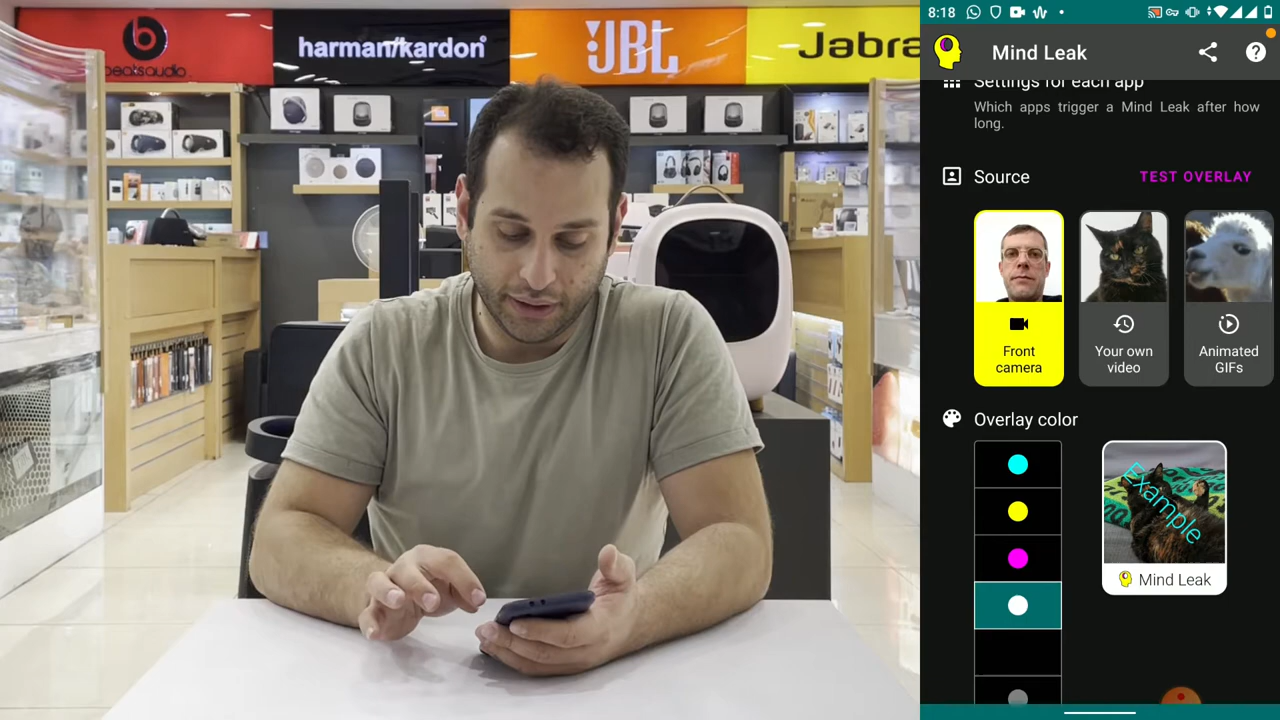 beatsaudio
harman/kardon
JBL
Jabra
8:18
Mind Leak
Settings for each app
Which apps trigger a Mind Leak after how
long.
Source
TEST OVERLAY
Front
camera
Your own
video
Animated
GIFs
Overlay color
Example
Mind Leak